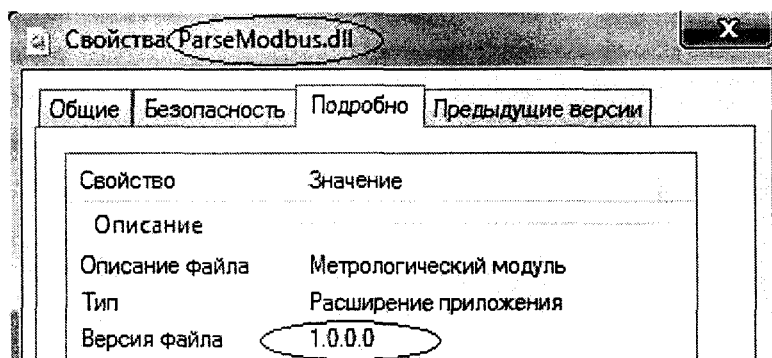 Свойства: ParseModbus.dll
Общие Безопасность Подробно Предыдущие версии
Свойство Значение
Описание
Описание файла Метрологический модуль
Тип Расширение приложения
Версия файла 1.0.0.0